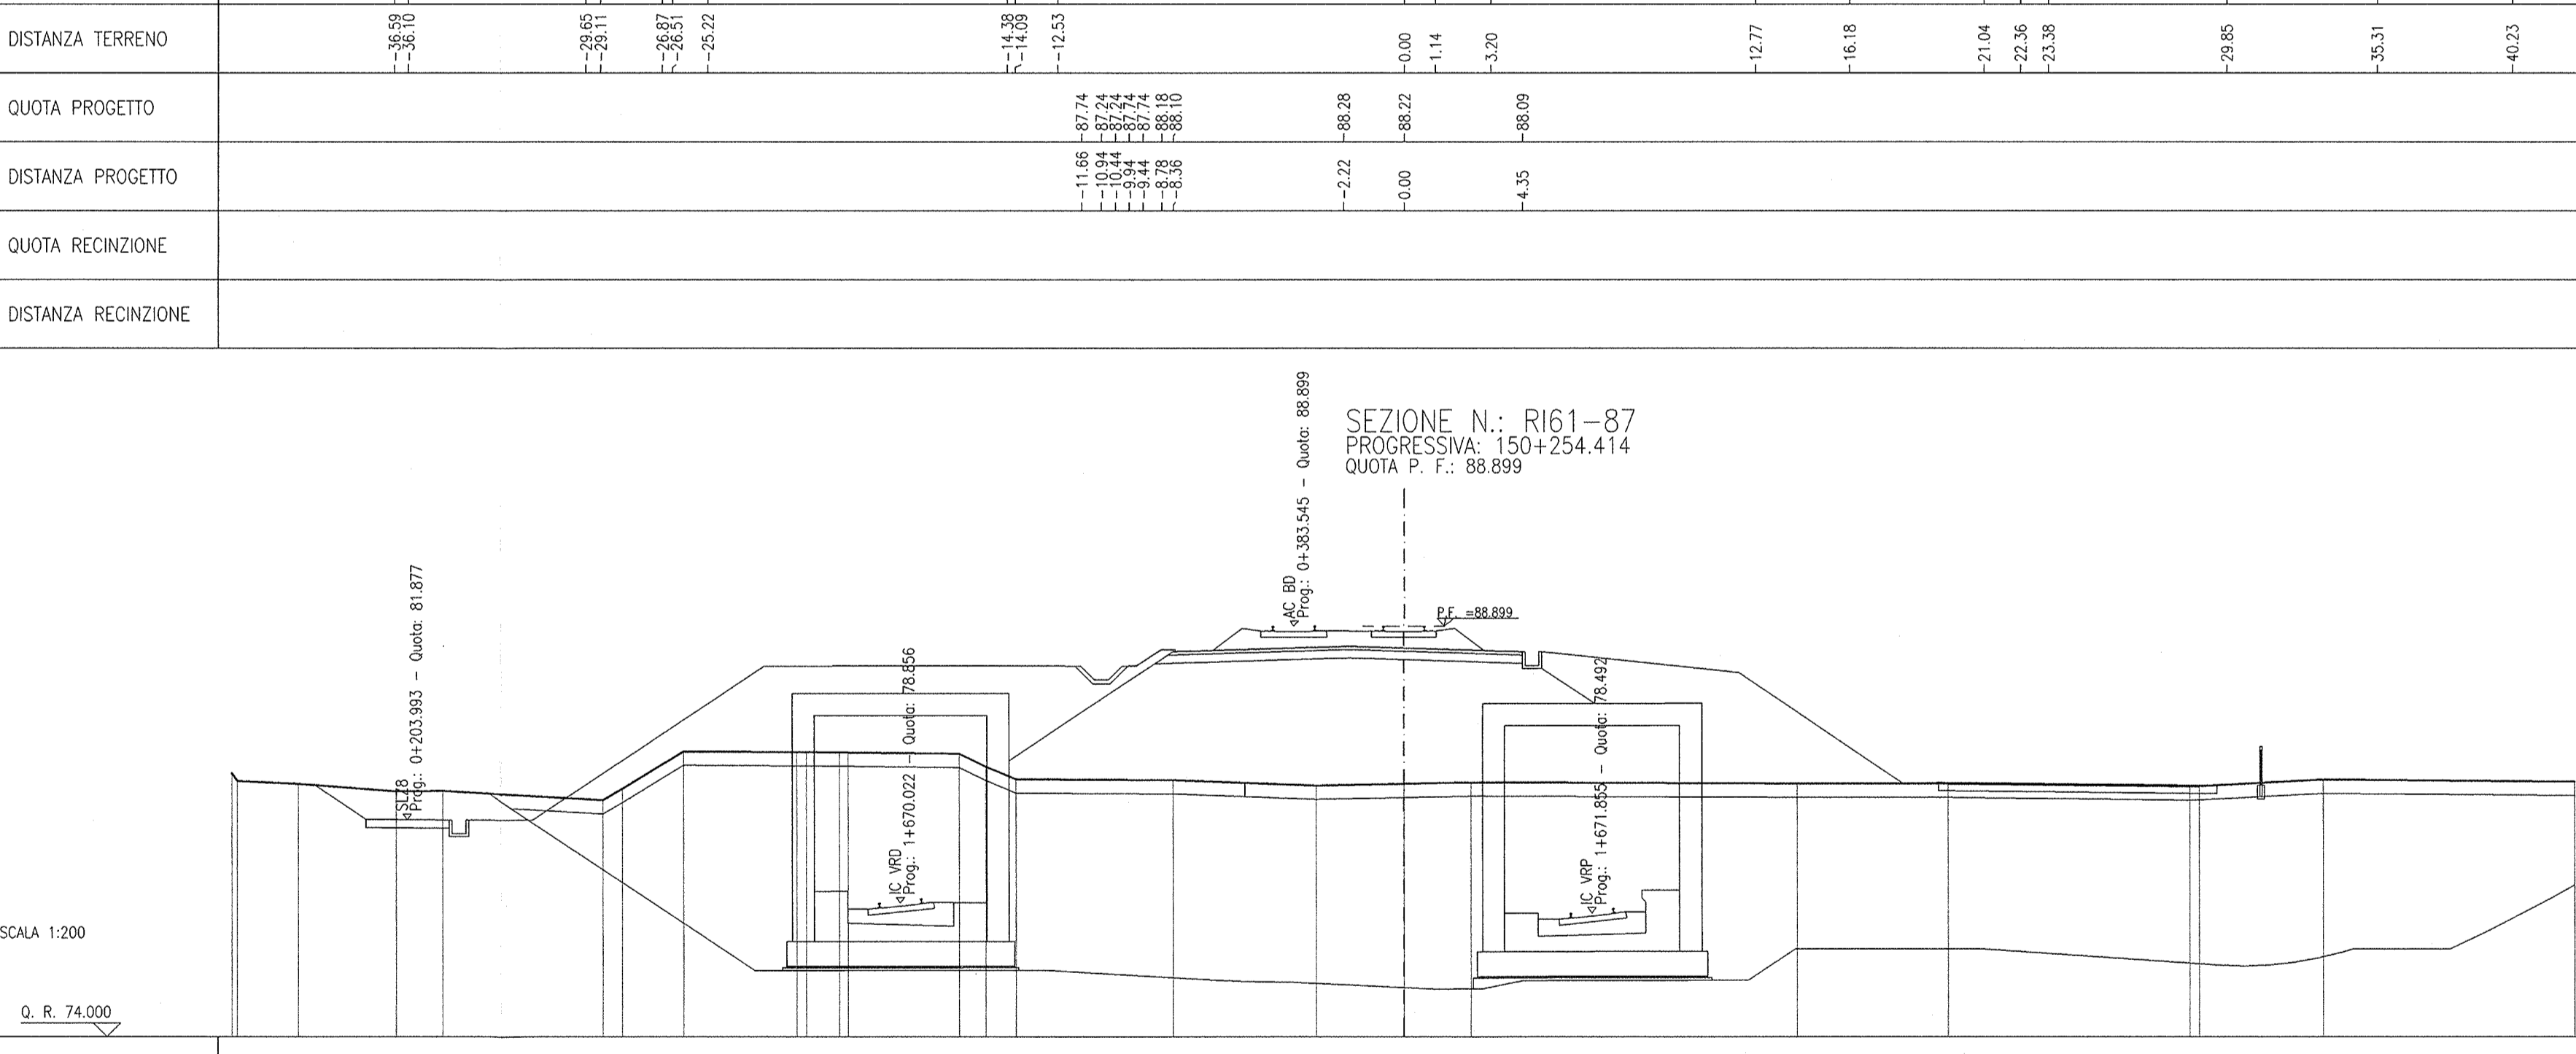 DISTANZA TERRENO
-36.59 -36.10 -29.65 -29.11 -26.87 -26.51 -25.22 -14.38 -14.09 -12.53 0.00 1.14 3.20 12.77 16.18 21.04 22.36 23.38 29.85 35.31 40.23
QUOTA PROGETTO
87.74 87.24 87.24 87.74 87.74 88.18 88.10 88.28 88.22 88.09
DISTANZA PROGETTO
-11.66 -10.94 -10.44 -9.94 -9.44 -8.78 -8.36 -2.22 0.00 4.35
QUOTA RECINZIONE
DISTANZA RECINZIONE
SEZIONE N.: RI61-87
PROGRESSIVA: 150+254.414
QUOTA P. F.: 88.899
AC BD
Prog.: 0+383.545 - Quota: 88.899
P.F. =88.899
SL28
Prog.: 0+203.993 - Quota: 81.877
IC VRD
Prog.: 1+670.022 - Quota: 78.856
IC VRP
Prog.: 1+671.855 - Quota: 78.492
SCALA 1:200
Q. R. 74.000